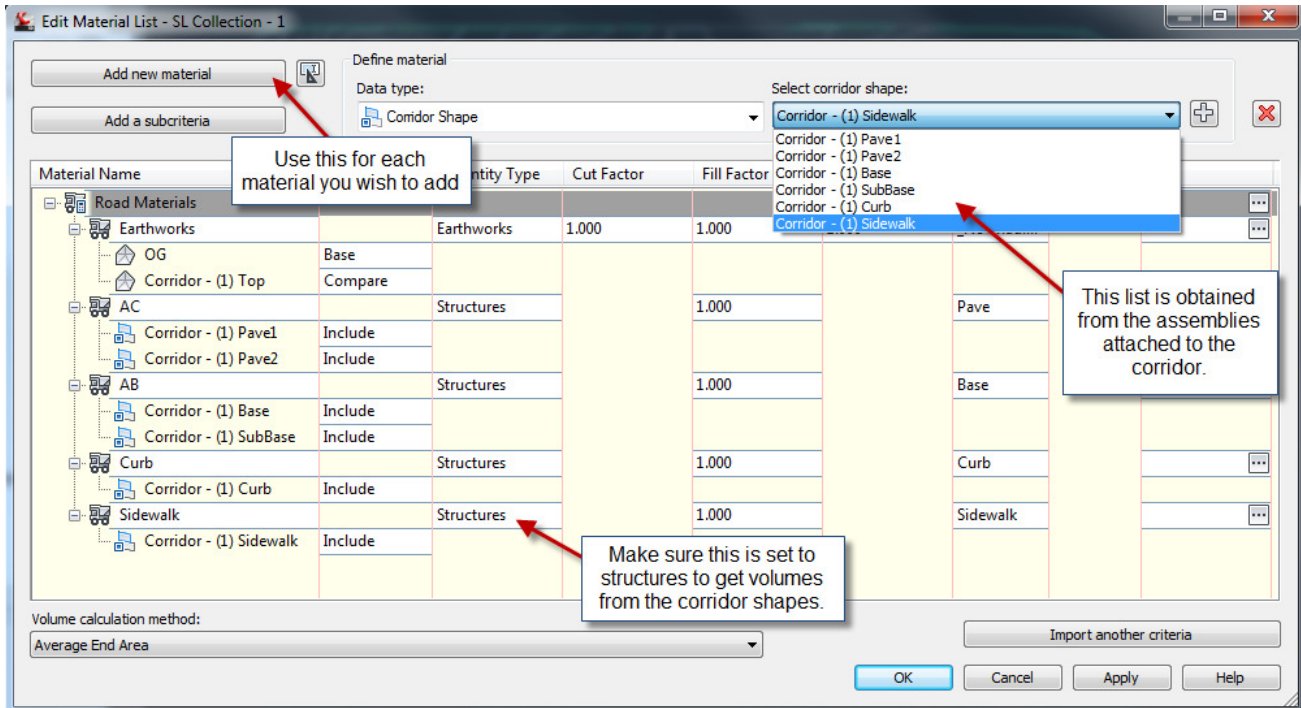 Edit Material List - SL Collection - 1
Add new material
Add a subcriteria
Define material
Data type:
Corridor Shape
Select corridor shape:
Corridor - (1) Sidewalk
Corridor - (1) Pave1
Corridor - (1) Pave2
Corridor - (1) Base
Corridor - (1) SubBase
Corridor - (1) Curb
Corridor - (1) Sidewalk
Use this for each
material you wish to add
This list is obtained
from the assemblies
attached to the
corridor.
Material Name Type Cut Factor Fill Factor
Road Materials
Earthworks Earthworks 1.000 1.000
OG Base
Corridor - (1) Top Compare
AC Structures 1.000 Pave
Corridor - (1) Pave1 Include
Corridor - (1) Pave2 Include
AB Structures 1.000 Base
Corridor - (1) Base Include
Corridor - (1) SubBase Include
Curb Structures 1.000 Curb
Corridor - (1) Curb Include
Sidewalk Structures 1.000 Sidewalk
Corridor - (1) Sidewalk Include
Make sure this is set to
structures to get volumes
from the corridor shapes.
Volume calculation method:
Average End Area
Import another criteria
OK Cancel Apply Help